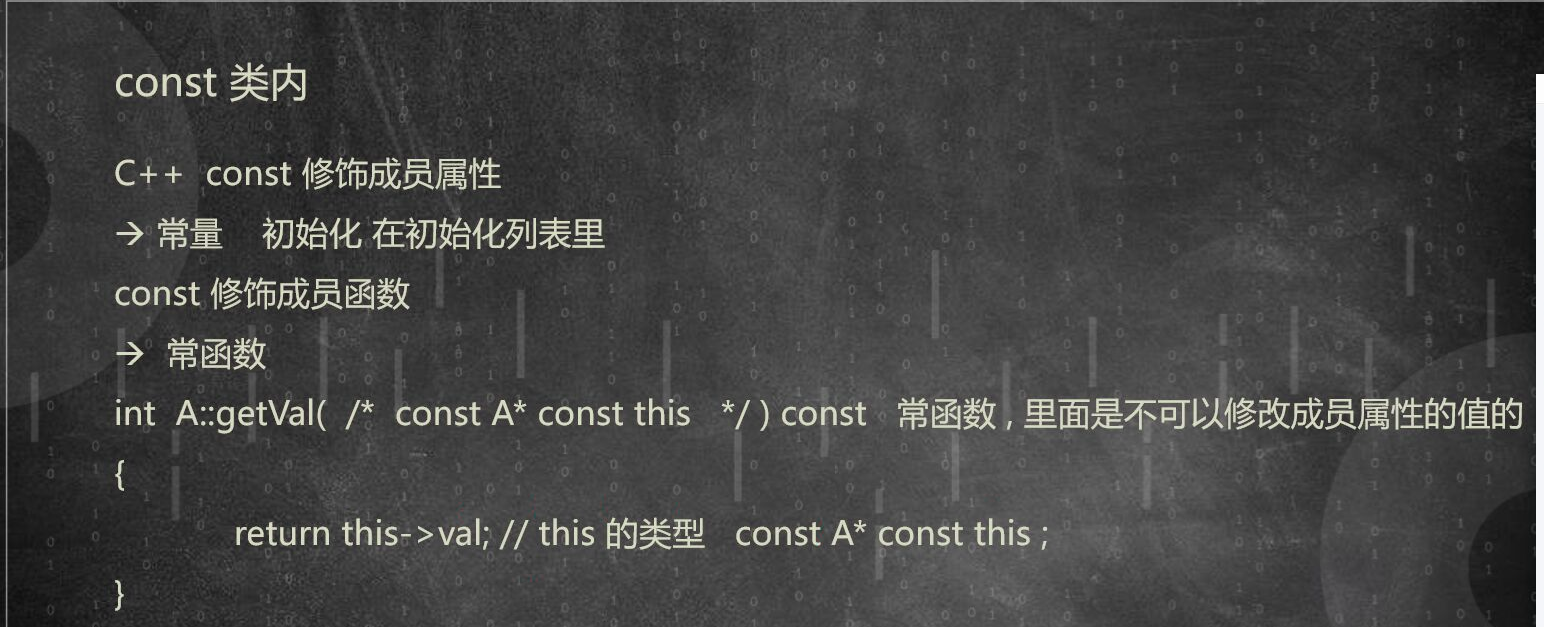 const 类内
C++ const 修饰成员属性
→ 常量 初始化 在初始化列表里
const 修饰成员函数
→ 常函数
int A::getVal( /* const A* const this */ ) const 常函数 , 里面是不可以修改成员属性的值的
{
return this->val; // this 的类型 const A* const this ;
}